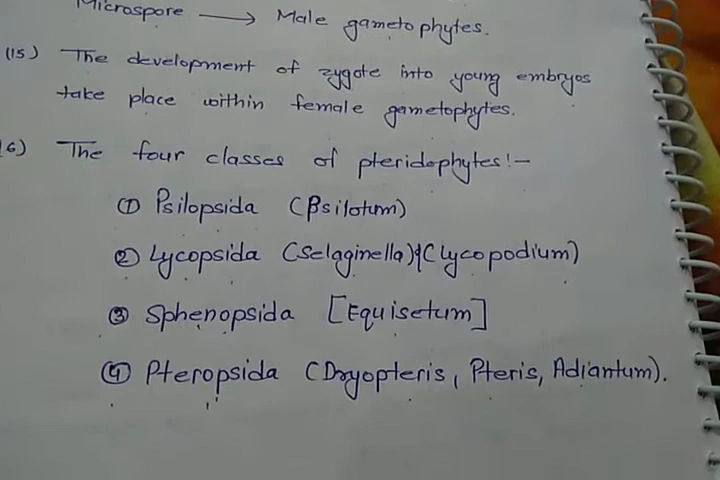 Microspore → Male gametophytes.
(15) The development of zygote into young embryos
take place within female gametophytes.
16) The four classes of pteridophytes!-
① Psilopsida (Psilotum)
② Lycopsida (Selaginella)&(Lycopodium)
③ Sphenopsida [Equisetum]
④ Pteropsida (Dryopteris, Pteris, Adiantum).